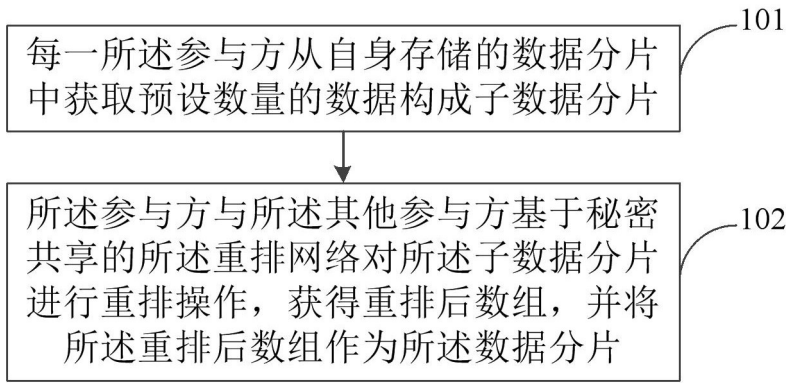 每一所述参与方从自身存储的数据分片
中获取预设数量的数据构成子数据分片
101
所述参与方与所述其他参与方基于秘密
共享的所述重排网络对所述子数据分片
进行重排操作，获得重排后数组，并将
所述重排后数组作为所述数据分片
102